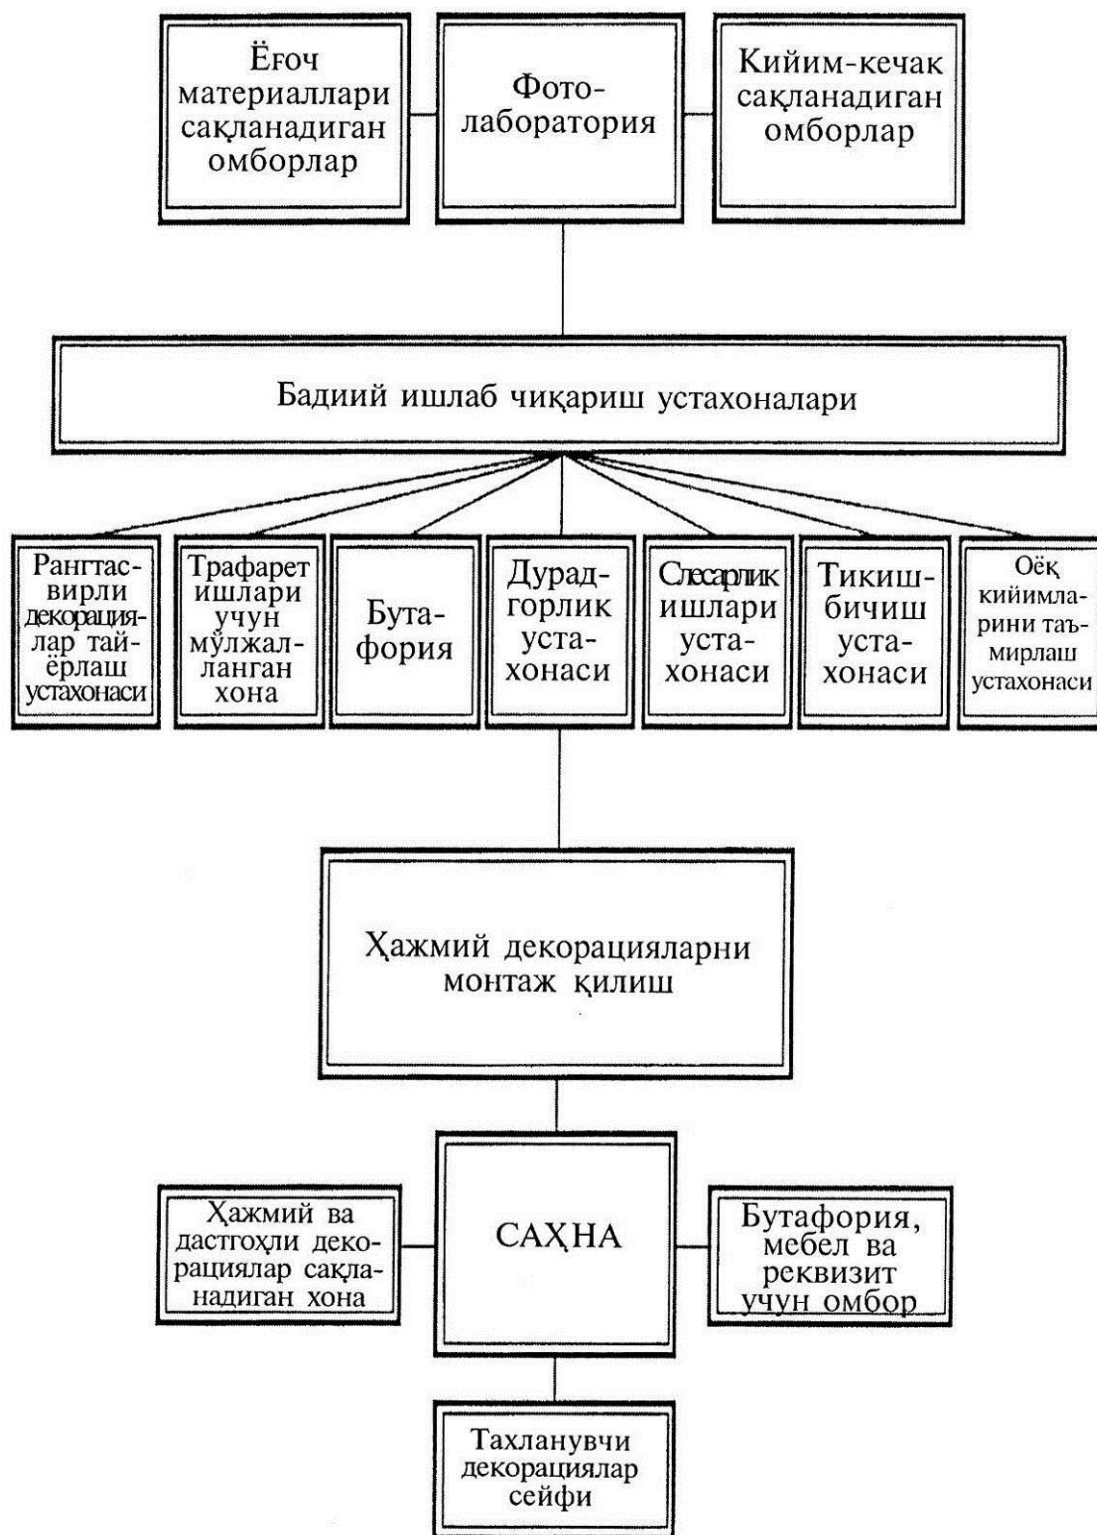 Ёғоч
материаллари
сақланадиган
омборлар
Фото-
лаборатория
Кийим-кечак
сақланадиган
омборлар
Бадиий ишлаб чиқариш устахоналари
Рангтас-
вирли
декорация-
лар тай-
ёрлаш
устахонаси
Трафарет
ишлари
учун
мўлжал-
ланган
хона
Бута-
фория
Дурад-
горлик
уста-
хонаси
Слесарлик
ишлари
уста-
хонаси
Тикиш-
бичиш
уста-
хонаси
Оёқ
кийимла-
рини таъ-
мирлаш
устахонаси
Ҳажмий декорацияларни
монтаж қилиш
Ҳажмий ва
дастгоҳли деко-
рациялар сақла-
надиган хона
САҲНА
Бутафория,
мебел ва
реквизит
учун омбор
Тахланувчи
декорациялар
сейфи